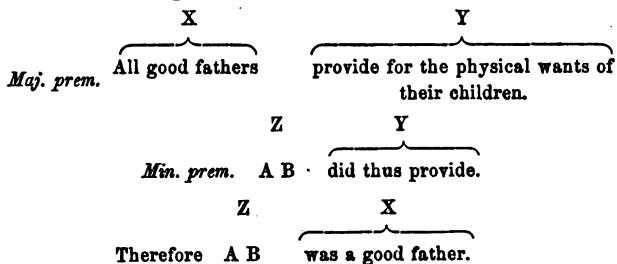 X Y
Maj. prem. All good fathers provide for the physical wants of
their children.
Z Y
Min. prem. A B did thus provide.
Z X
Therefore A B was a good father.